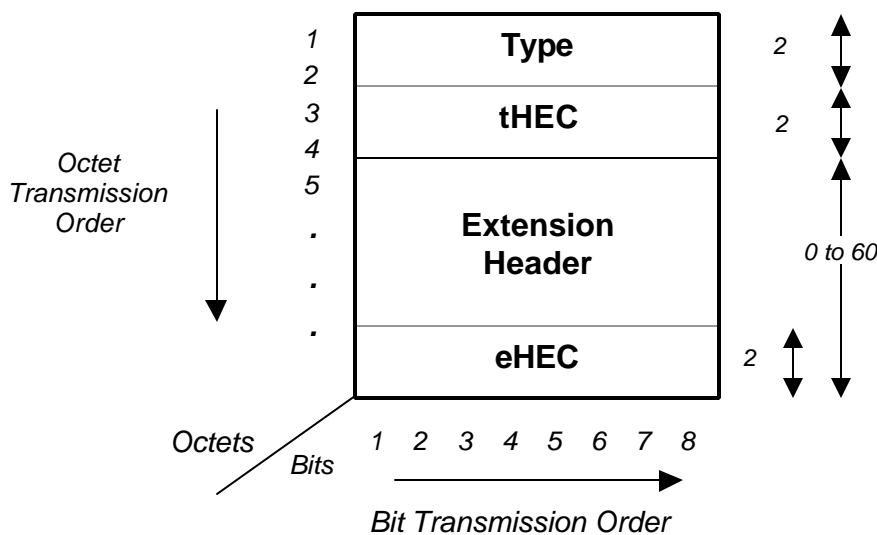 1
Type
2
2
3
tHEC
2
4
Octet
Transmission
Order
5
.
.
.
Extension
Header
0 to 60
eHEC
2
Octets
Bits
1 2 3 4 5 6 7 8
Bit Transmission Order